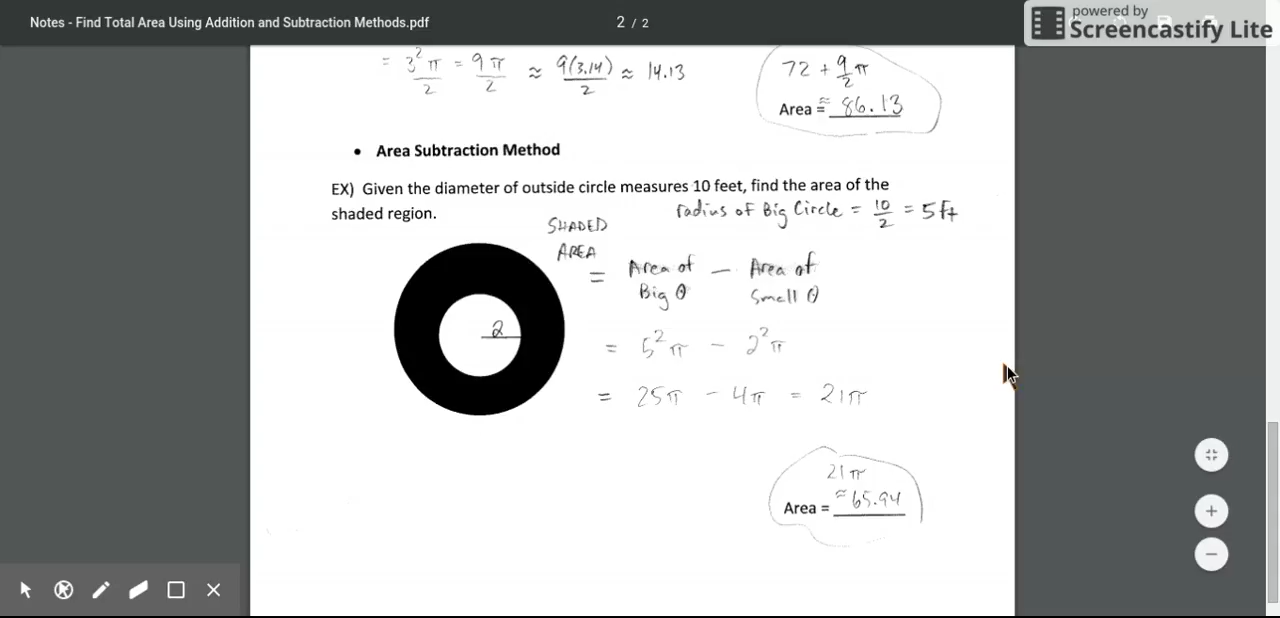 Notes - Find Total Area Using Addition and Subtraction Methods.pdf
2 / 2
powered by
Screencastify Lite
= 3²π/2 = 9π/2 ≈ 9(3.14)/2 ≈ 14.13
72 + 9/2 π
Area = ≈ 86.13
• Area Subtraction Method
EX) Given the diameter of outside circle measures 10 feet, find the area of the
shaded region.
radius of Big Circle = 10/2 = 5 ft
SHADED
AREA
= Area of Big θ − Area of Small θ
2
= 5²π − 2²π
= 25π − 4π = 21π
21π
Area = ≈ 65.94